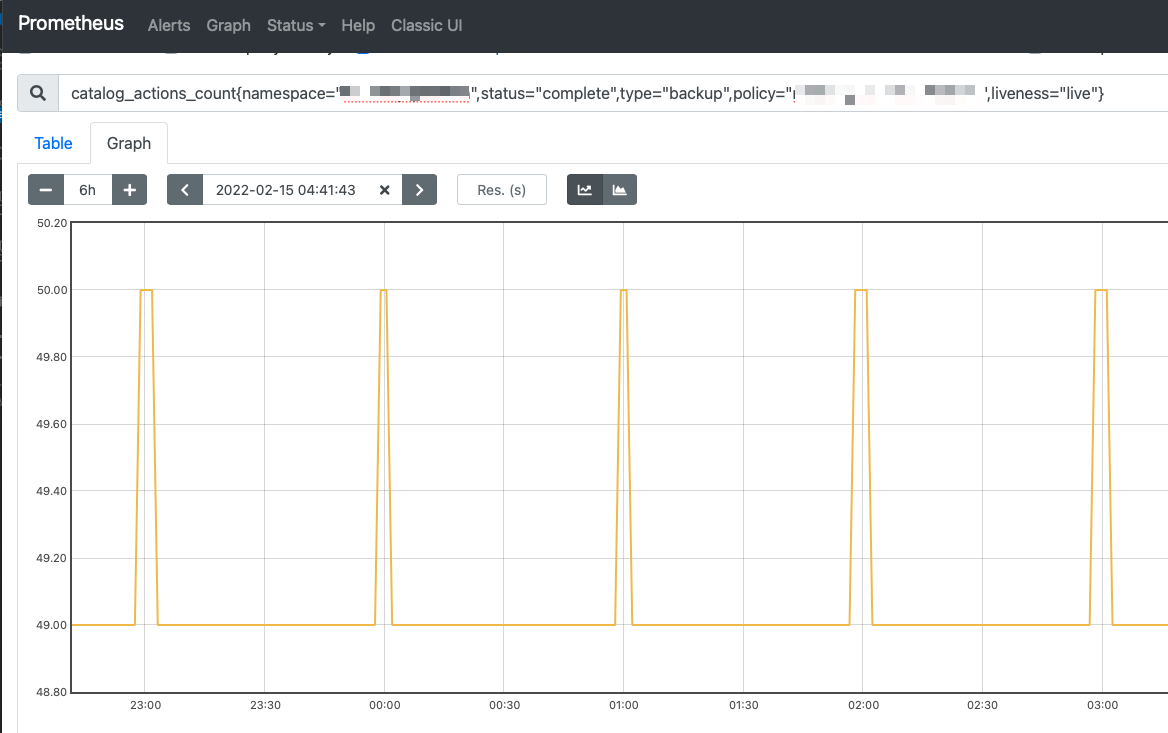 Prometheus Alerts Graph Status Help Classic UI
catalog_actions_count{namespace=" ",status="complete",type="backup",policy=" ",liveness="live"}
Table Graph
− 6h + 2022-02-15 04:41:43 × Res. (s)
50.20
50.00
49.80
49.60
49.40
49.20
49.00
48.80
23:00 23:30 00:00 00:30 01:00 01:30 02:00 02:30 03:00